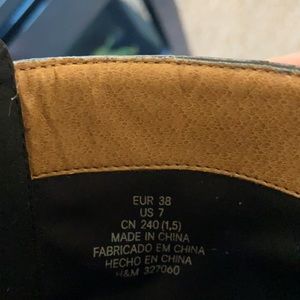 EUR 38
US 7
CN 240 (1,5)
MADE IN CHINA
FABRICADO EM CHINA
HECHO EN CHINA
H&M 327060